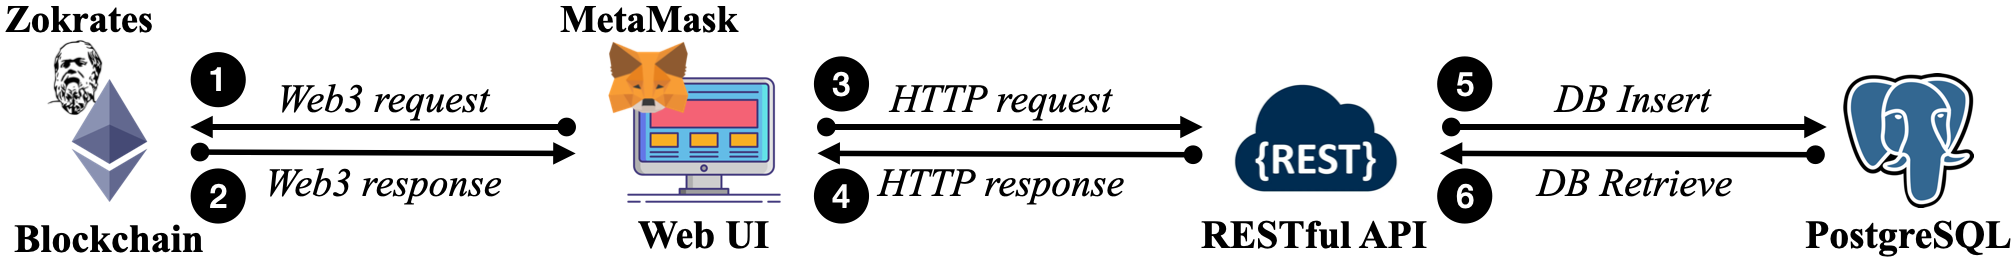 Zokrates
MetaMask
1
Web3 request
3
HTTP request
5
DB Insert
{REST}
2
Web3 response
4
HTTP response
6
DB Retrieve
Blockchain
Web UI
RESTful API
PostgreSQL